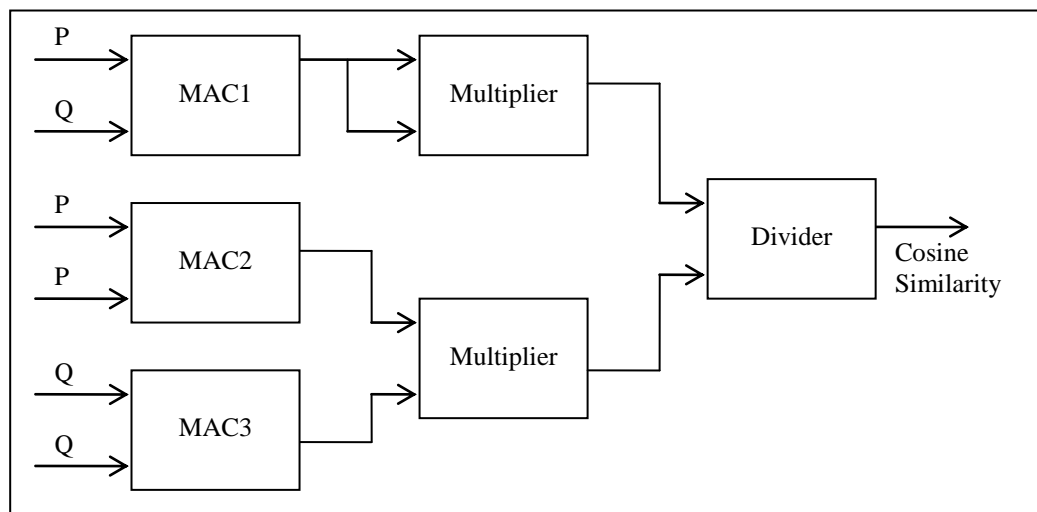 P
Q
MAC1
Multiplier
P
P
MAC2
Divider
Cosine
Similarity
Multiplier
Q
Q
MAC3